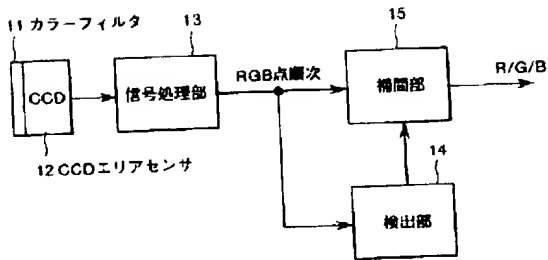 11 カラーフィルタ
13
15
CCD
信号処理部
RGB点順次
補間部
R/G/B
12 CCDエリアセンサ
14
検出部